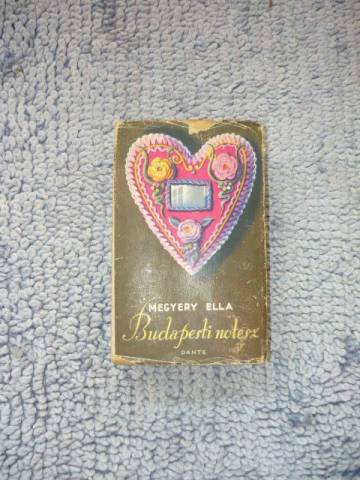 MEGYERY ELLA
Budapesti notesz
DANTE